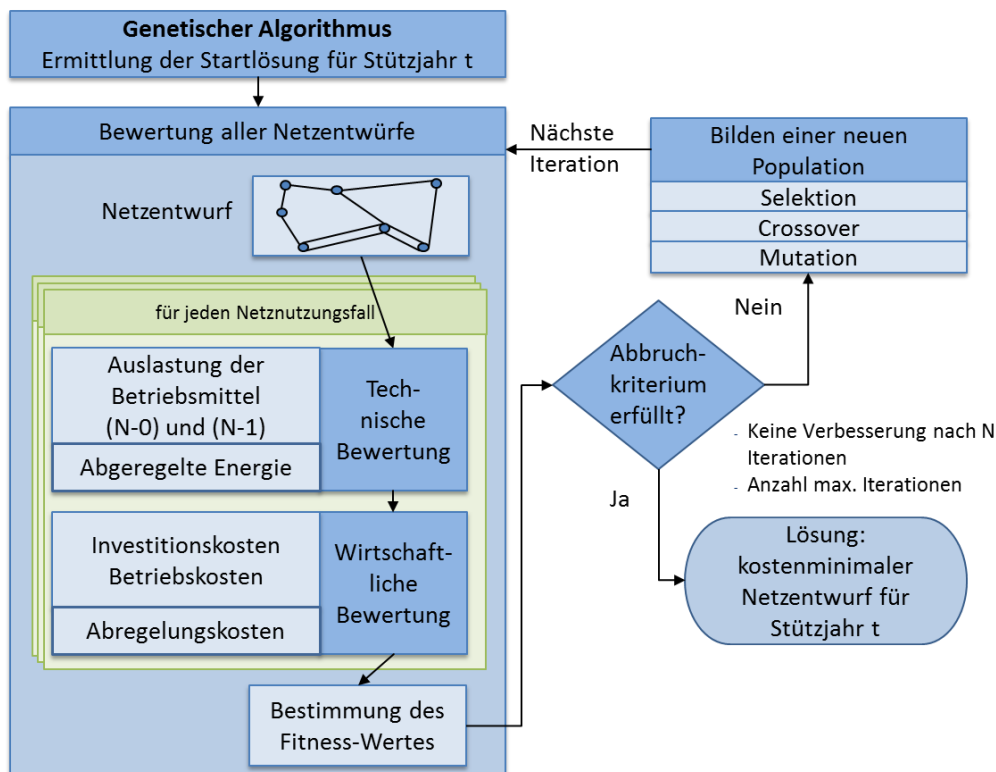 Genetischer Algorithmus
Ermittlung der Startlösung für Stützjahr t
Bewertung aller Netzentwürfe
Netzentwurf
für jeden Netznutzungsfall
Auslastung der
Betriebsmittel
(N-0) und (N-1)
Abgeregelte Energie
Tech-
nische
Bewertung
Investitionskosten
Betriebskosten
Abregelungskosten
Wirtschaft-
liche
Bewertung
Bestimmung des
Fitness-Wertes
Nächste
Iteration
Bilden einer neuen
Population
Selektion
Crossover
Mutation
Nein
Abbruch-
kriterium
erfüllt?
- Keine Verbesserung nach N
Iterationen
- Anzahl max. Iterationen
Ja
Lösung:
kostenminimaler
Netzentwurf für
Stützjahr t